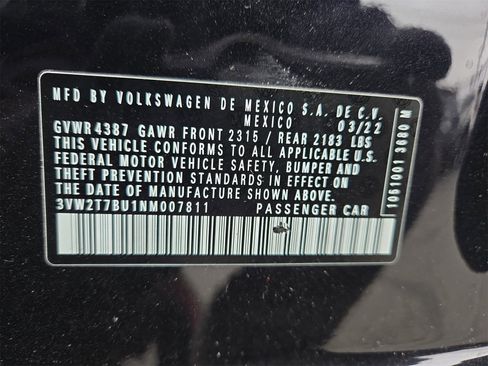 MFD BY VOLKSWAGEN DE MEXICO S.A. DE C.V.
MEXICO 03/22
GVWR 4387 GAWR FRONT 2315 / REAR 2183 LBS
THIS VEHICLE CONFORMS TO ALL APPLICABLE U.S.
FEDERAL MOTOR VEHICLE SAFETY, BUMPER AND
THEFT PREVENTION STANDARDS IN EFFECT ON
THE DATE OF MANUFACTURE SHOWN ABOVE.
3VW2T7BU1NM007811 PASSENGER CAR
1061001 3680 M